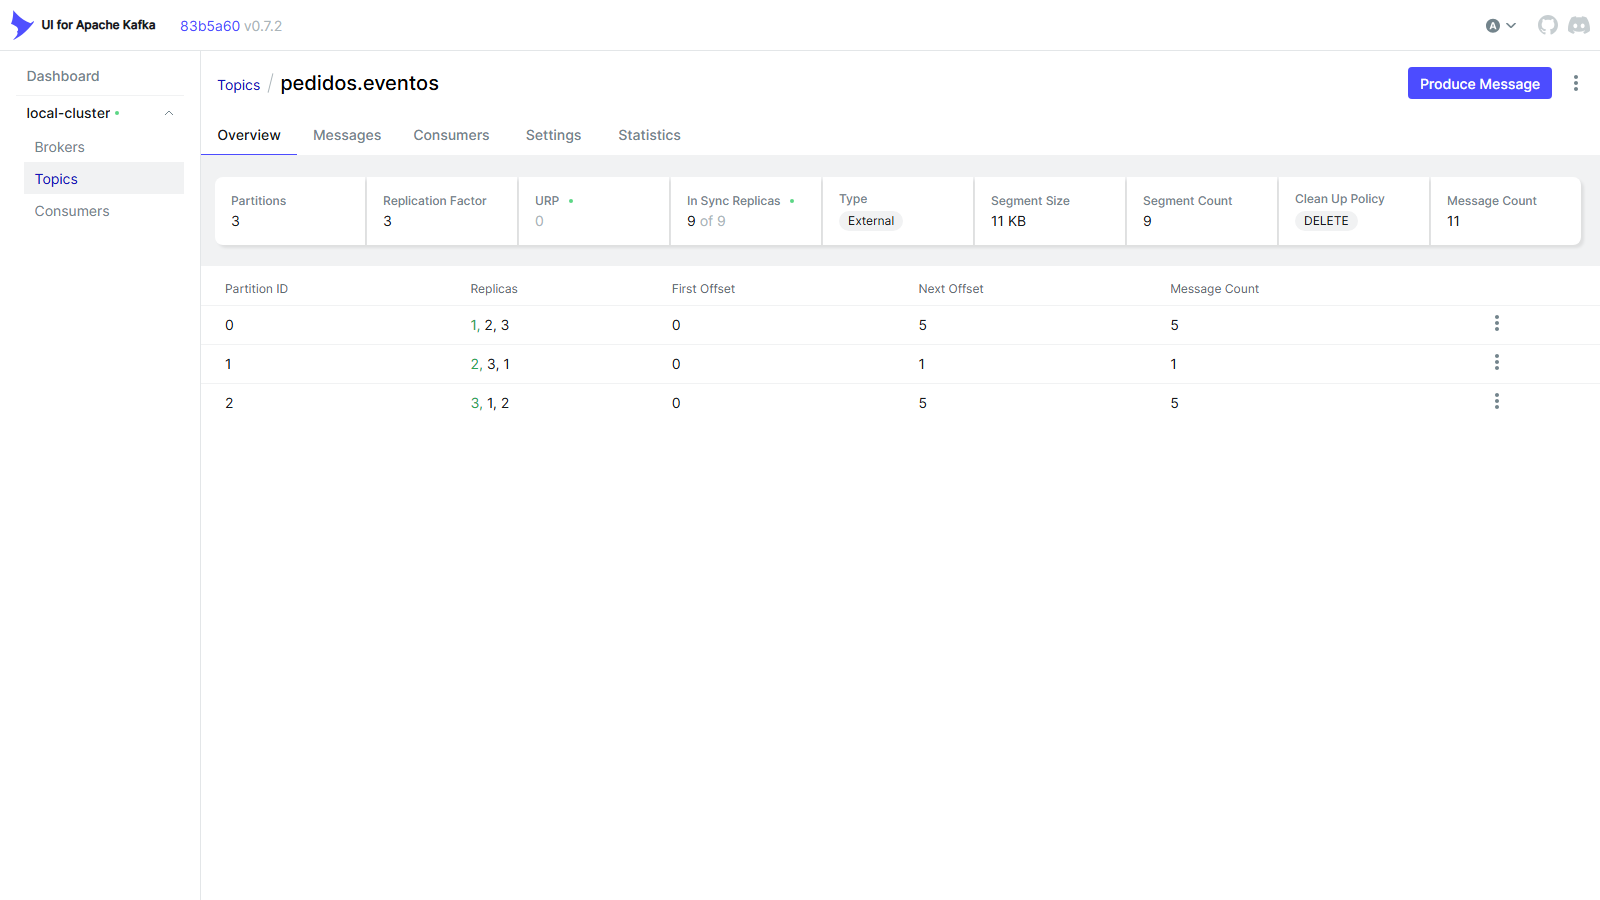 UI for Apache Kafka 83b5a60 v0.7.2 A
Dashboard
local-cluster
Brokers
Topics
Consumers
Topics / pedidos.eventos
Produce Message
Overview Messages Consumers Settings Statistics
Partitions
3
Replication Factor
3
URP
0
In Sync Replicas
9 of 9
Type
External
Segment Size
11 KB
Segment Count
9
Clean Up Policy
DELETE
Message Count
11
Partition ID Replicas First Offset Next Offset Message Count
0 1, 2, 3 0 5 5
1 2, 3, 1 0 1 1
2 3, 1, 2 0 5 5